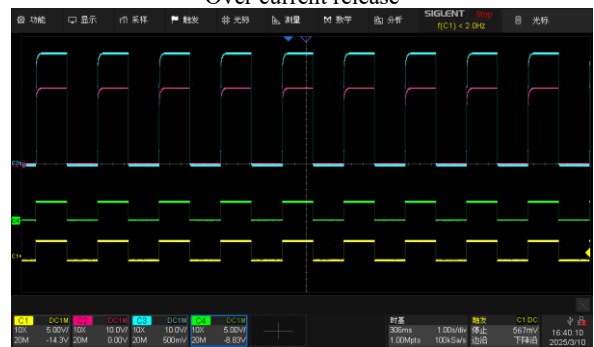 Over current release
功能 显示 采样 触发 光标 测量 M 数学 分析 SIGLENT Stop 光标
f(C1) < 2.0Hz
C4
C1
C1 DC1M C2 DC1M C3 DC1M C4 DC1M 时基 触发 C1 DC
10X 5.00V/ 10X 10.0V/ 10X 10.0V/ 10X 5.00V/ 306ms 1.00s/div 停止 567mV
20M -14.3V 20M 0.00V 20M 500mV 20M -8.83V 1.00Mpts 100kSa/s 边沿 下降沿
16:40:10
2025/3/10